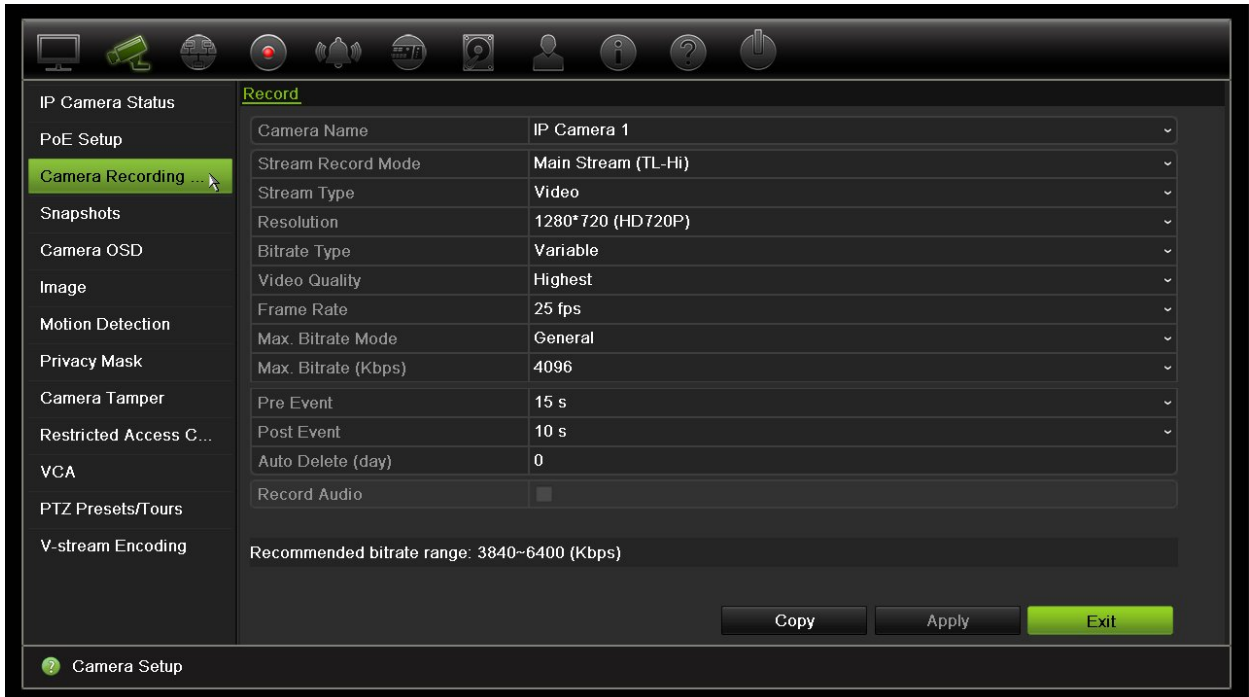 IP Camera Status
PoE Setup
Camera Recording ...
Snapshots
Camera OSD
Image
Motion Detection
Privacy Mask
Camera Tamper
Restricted Access C...
VCA
PTZ Presets/Tours
V-stream Encoding
Record
Camera Name IP Camera 1
Stream Record Mode Main Stream (TL-Hi)
Stream Type Video
Resolution 1280*720 (HD720P)
Bitrate Type Variable
Video Quality Highest
Frame Rate 25 fps
Max. Bitrate Mode General
Max. Bitrate (Kbps) 4096
Pre Event 15 s
Post Event 10 s
Auto Delete (day) 0
Record Audio
Recommended bitrate range: 3840~6400 (Kbps)
Copy Apply Exit
Camera Setup